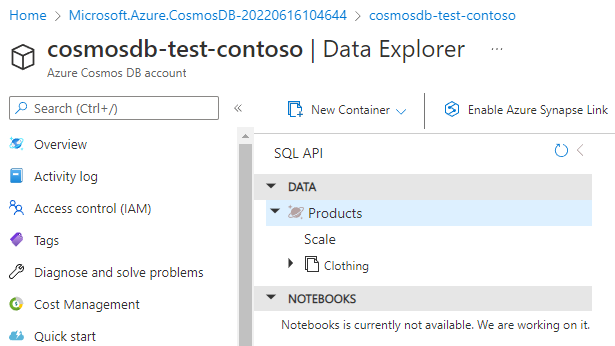 Home > Microsoft.Azure.CosmosDB-20220616104644 > cosmosdb-test-contoso
cosmosdb-test-contoso | Data Explorer ...
Azure Cosmos DB account
Search (Ctrl+/) «
New Container
Enable Azure Synapse Link
Overview
Activity log
Access control (IAM)
Tags
Diagnose and solve problems
Cost Management
Quick start
SQL API
DATA
Products
Scale
Clothing
NOTEBOOKS
Notebooks is currently not available. We are working on it.